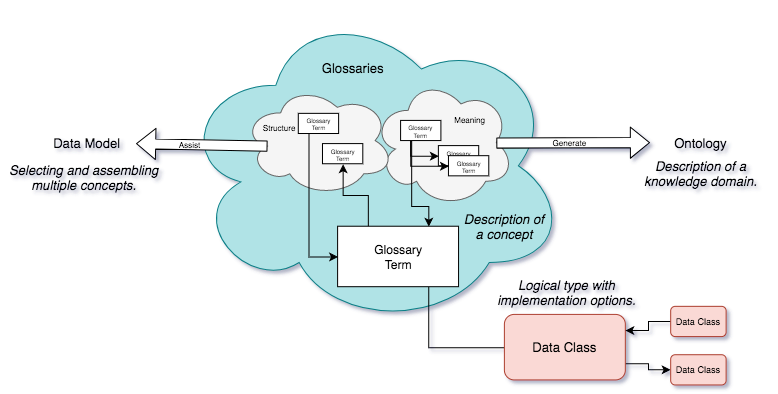 Glossaries
Structure
Glossary
Term
Glossary
Term
Meaning
Glossary
Term
Glossary
Glossary
Term
Data Model
Assist
Selecting and assembling
multiple concepts.
Generate
Ontology
Description of a
knowledge domain.
Description of
a concept
Glossary
Term
Logical type with
implementation options.
Data Class
Data Class
Data Class